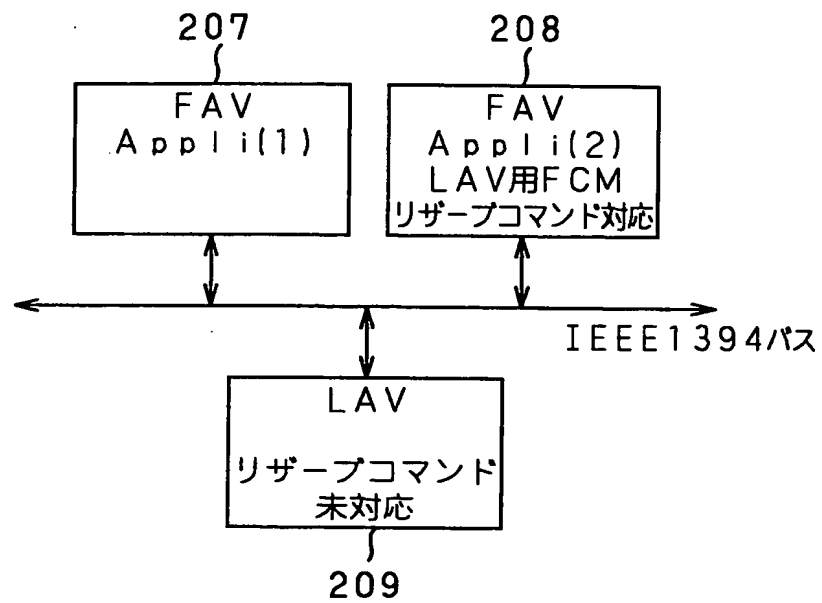 207
208
FAV
Appli(1)
FAV
Appli(2)
LAV用FCM
リザーブコマンド対応
IEEE1394バス
LAV
リザーブコマンド
未対応
209